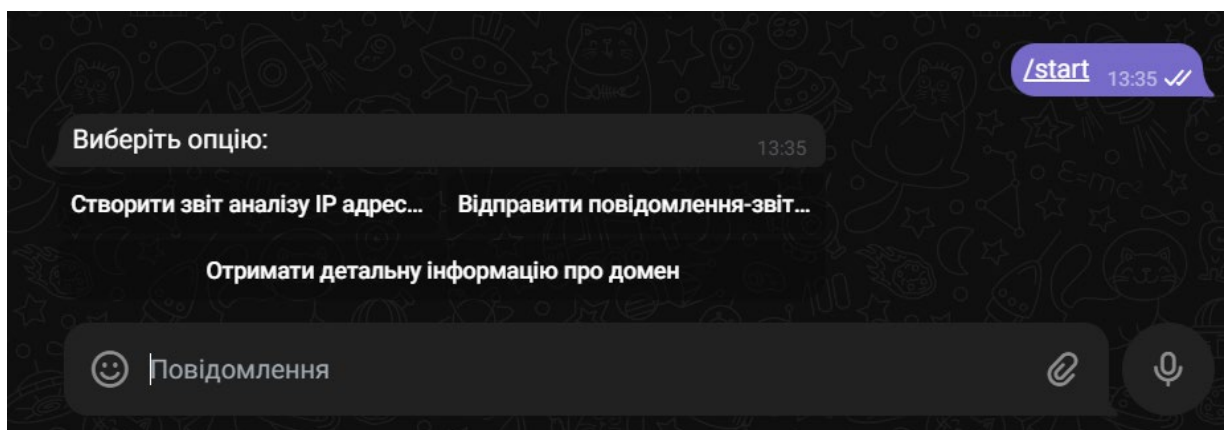 /start 13:35
Виберіть опцію:
13:35
Створити звіт аналізу IP адрес... Відправити повідомлення-звіт...
Отримати детальну інформацію про домен
Повідомлення